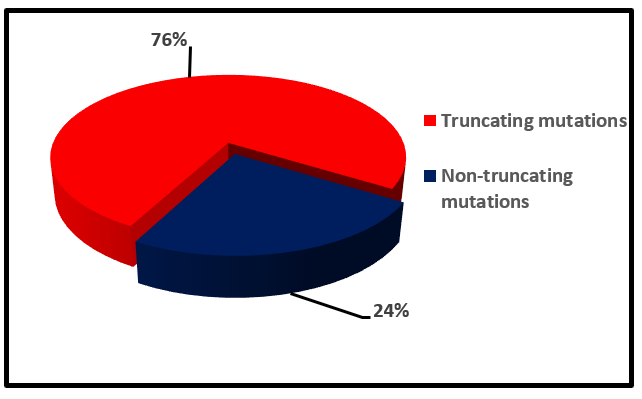 76%
Truncating mutations
Non-truncating
mutations
24%